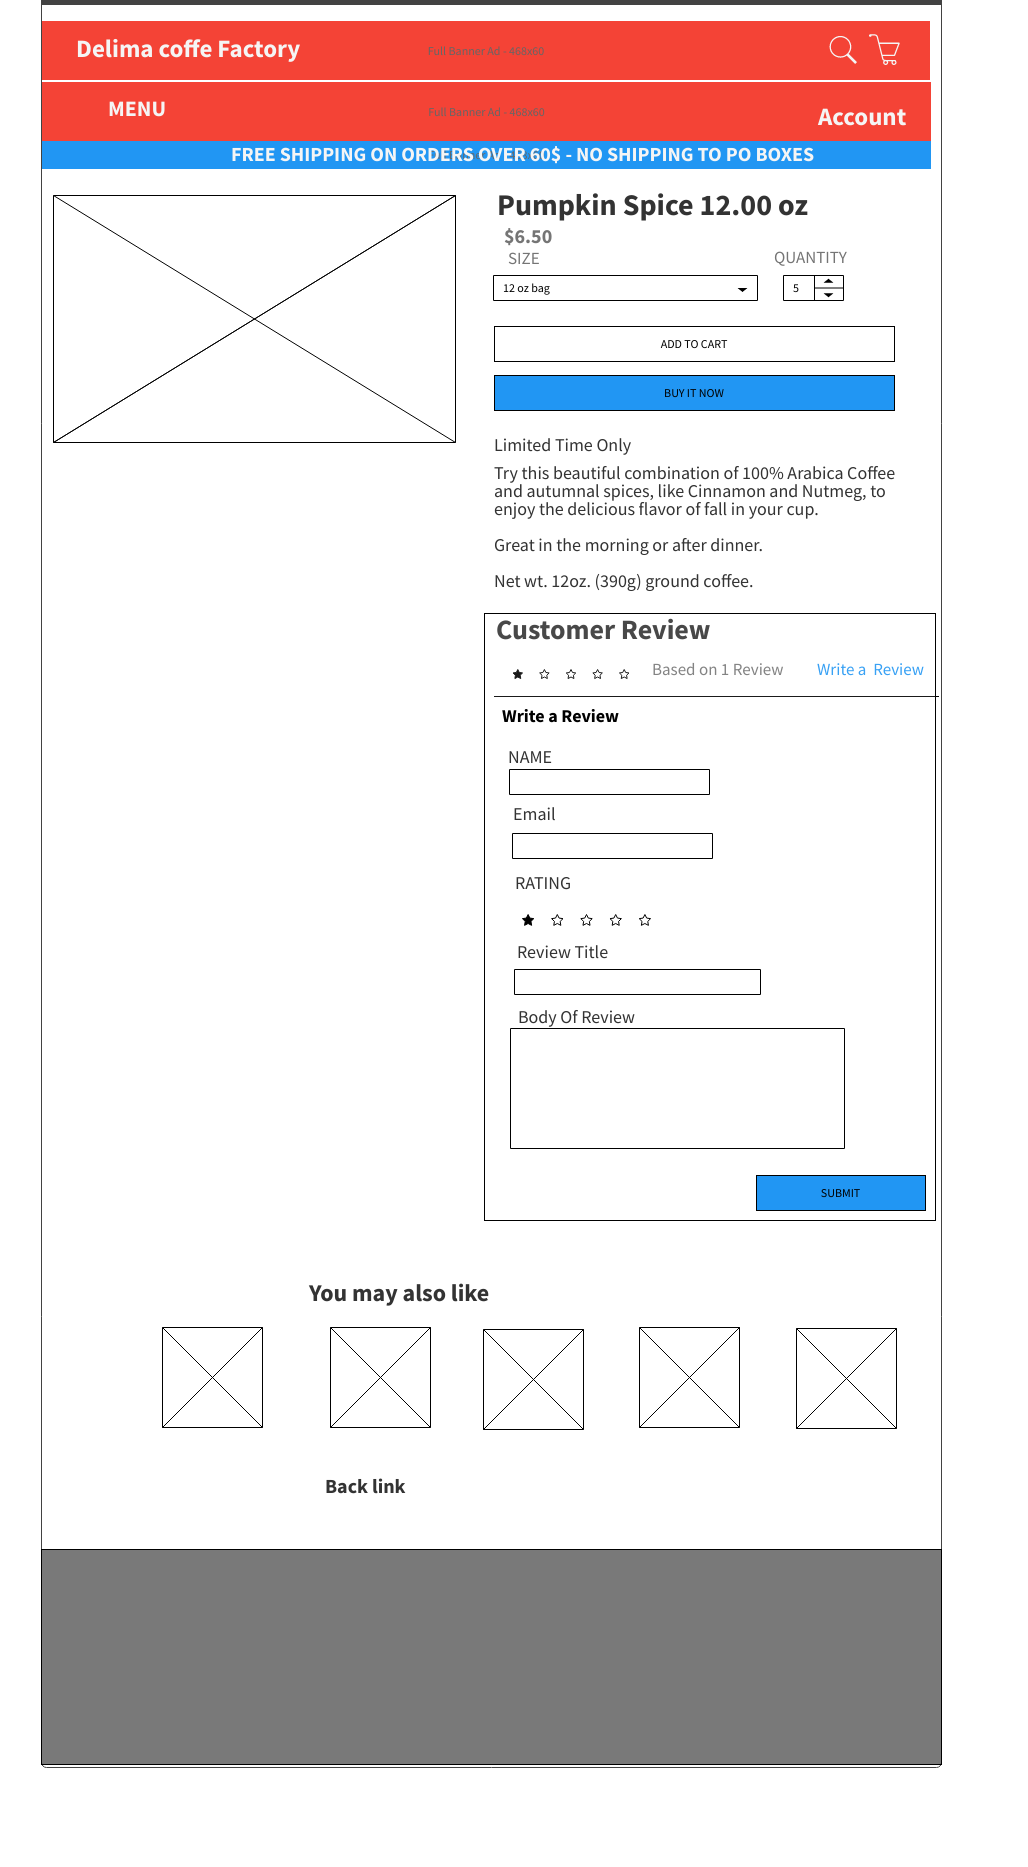 Delima coffe Factory
Full Banner Ad - 468x60
MENU
Full Banner Ad - 468x60
Account
FREE SHIPPING ON ORDERS OVER 60$ - NO SHIPPING TO PO BOXES
Pumpkin Spice 12.00 oz
$6.50
SIZE
QUANTITY
12 oz bag
5
ADD TO CART
BUY IT NOW
Limited Time Only
Try this beautiful combination of 100% Arabica Coffee
and autumnal spices, like Cinnamon and Nutmeg, to
enjoy the delicious flavor of fall in your cup.
Great in the morning or after dinner.
Net wt. 12oz. (390g) ground coffee.
Customer Review
Based on 1 Review
Write a Review
Write a Review
NAME
Email
RATING
Review Title
Body Of Review
SUBMIT
You may also like
Back link